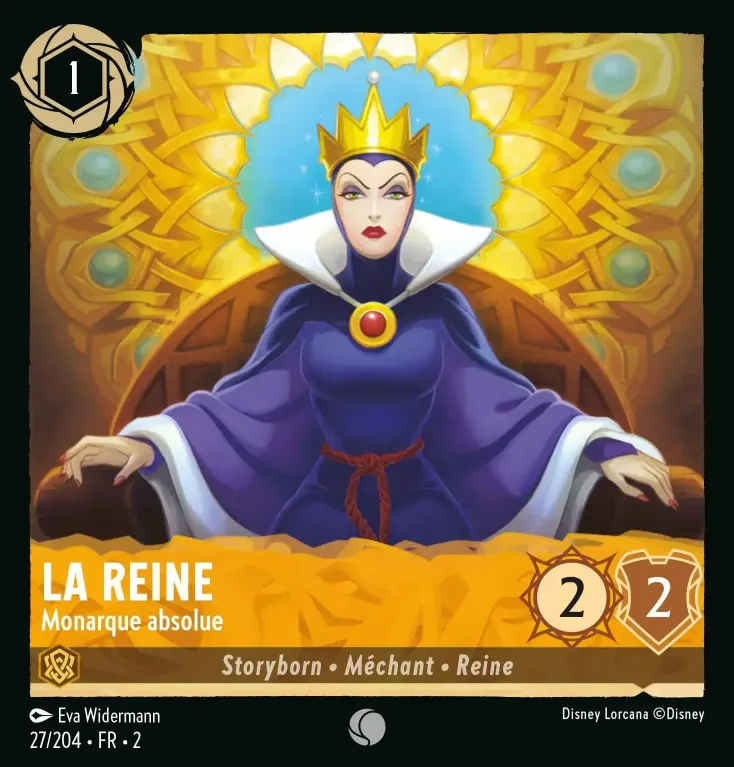 1
LA REINE
Monarque absolue
2 2
Storyborn • Méchant • Reine
Eva Widermann
Disney Lorcana ©Disney
27/204 • FR • 2